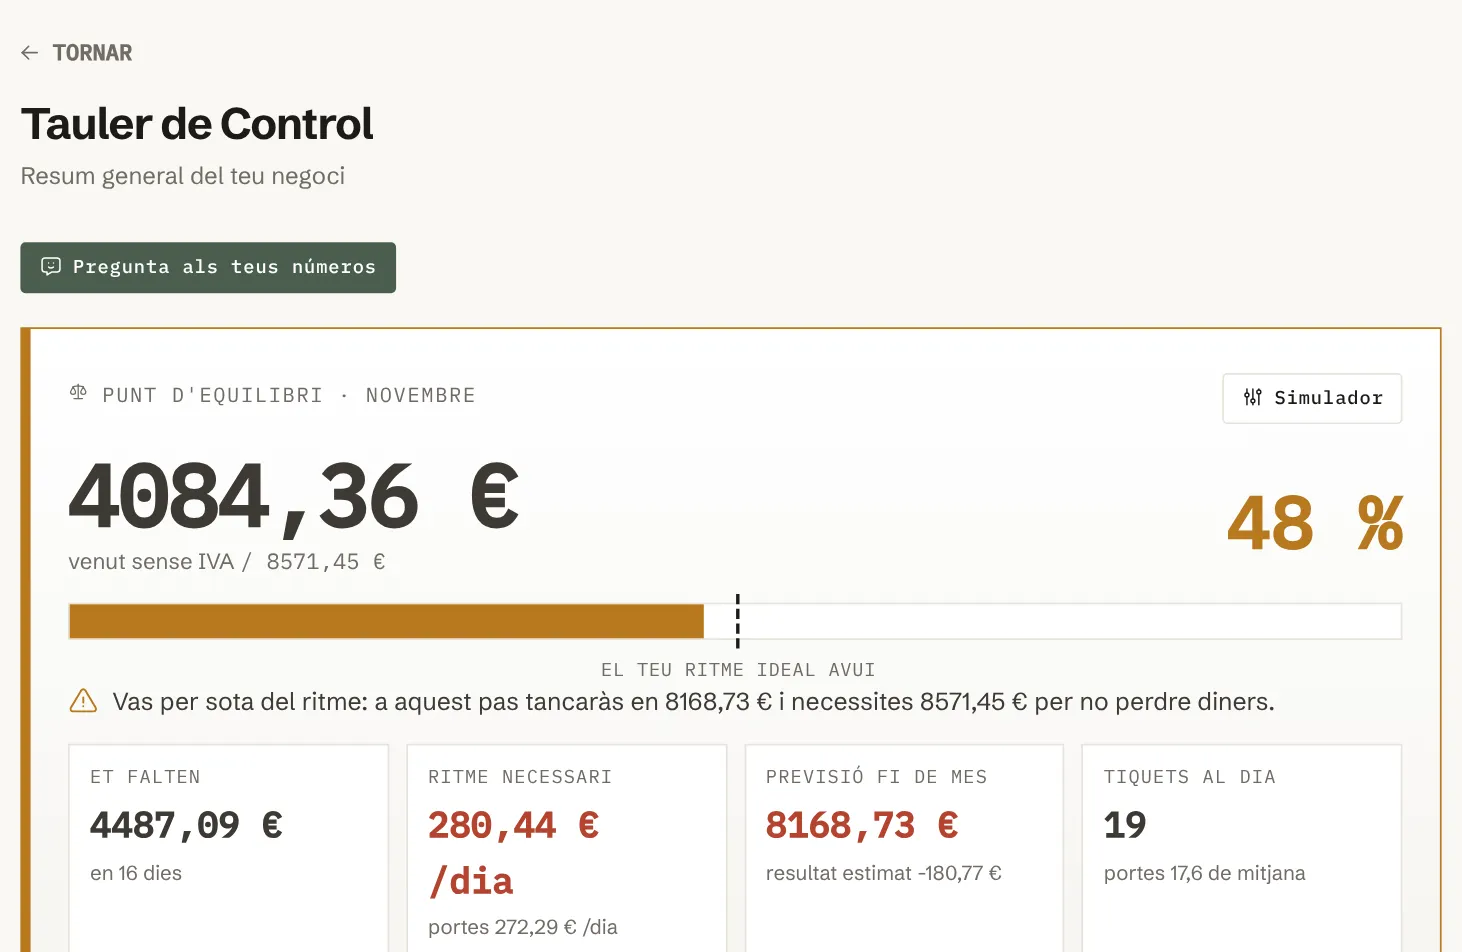 ← TORNAR
Tauler de Control
Resum general del teu negoci
Pregunta als teus números
PUNT D'EQUILIBRI · NOVEMBRE
Simulador
4084,36 €
48 %
venut sense IVA / 8571,45 €
EL TEU RITME IDEAL AVUI
Vas per sota del ritme: a aquest pas tancaràs en 8168,73 € i necessites 8571,45 € per no perdre diners.
ET FALTEN
4487,09 €
en 16 dies
RITME NECESSARI
280,44 €
/dia
portes 272,29 € /dia
PREVISIÓ FI DE MES
8168,73 €
resultat estimat -180,77 €
TIQUETS AL DIA
19
portes 17,6 de mitjana